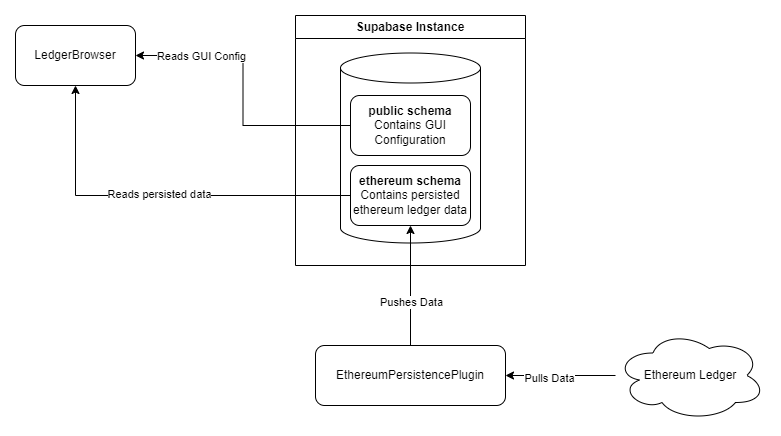 Supabase Instance
LedgerBrowser
Reads GUI Config
public schema
Contains GUI
Configuration
ethereum schema
Contains persisted
ethereum ledger data
Reads persisted data
Pushes Data
EthereumPersistencePlugin
Pulls Data
Ethereum Ledger